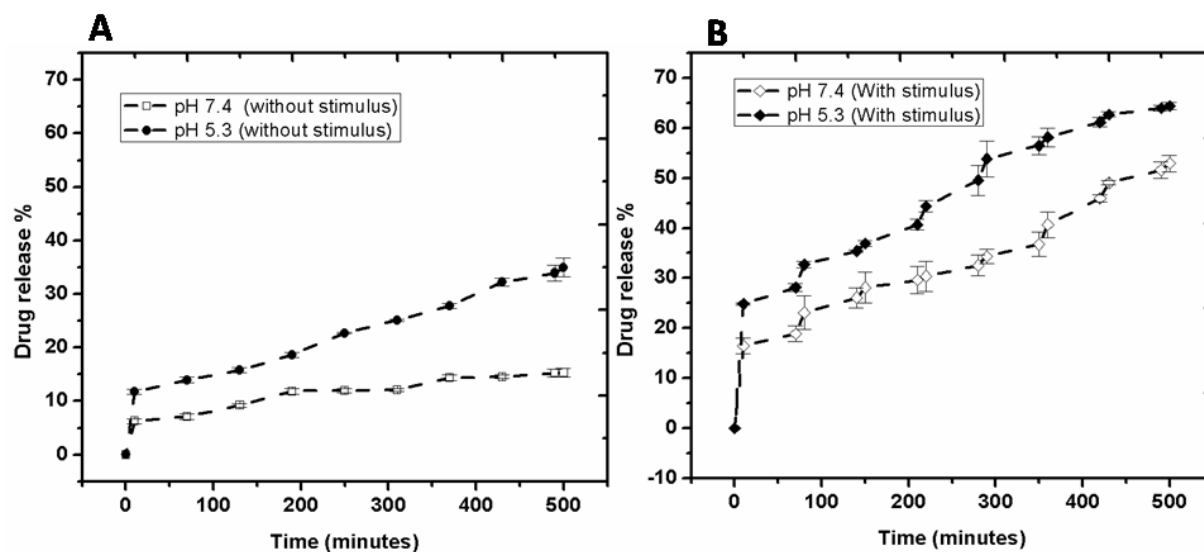 A
Drug release %
70
60
50
40
30
20
10
0
pH 7.4 (without stimulus)
pH 5.3 (without stimulus)
0 100 200 300 400 500
Time (minutes)
B
Drug release %
70
60
50
40
30
20
10
0
-10
pH 7.4 (With stimulus)
pH 5.3 (With stimulus)
0 100 200 300 400 500
Time (minutes)